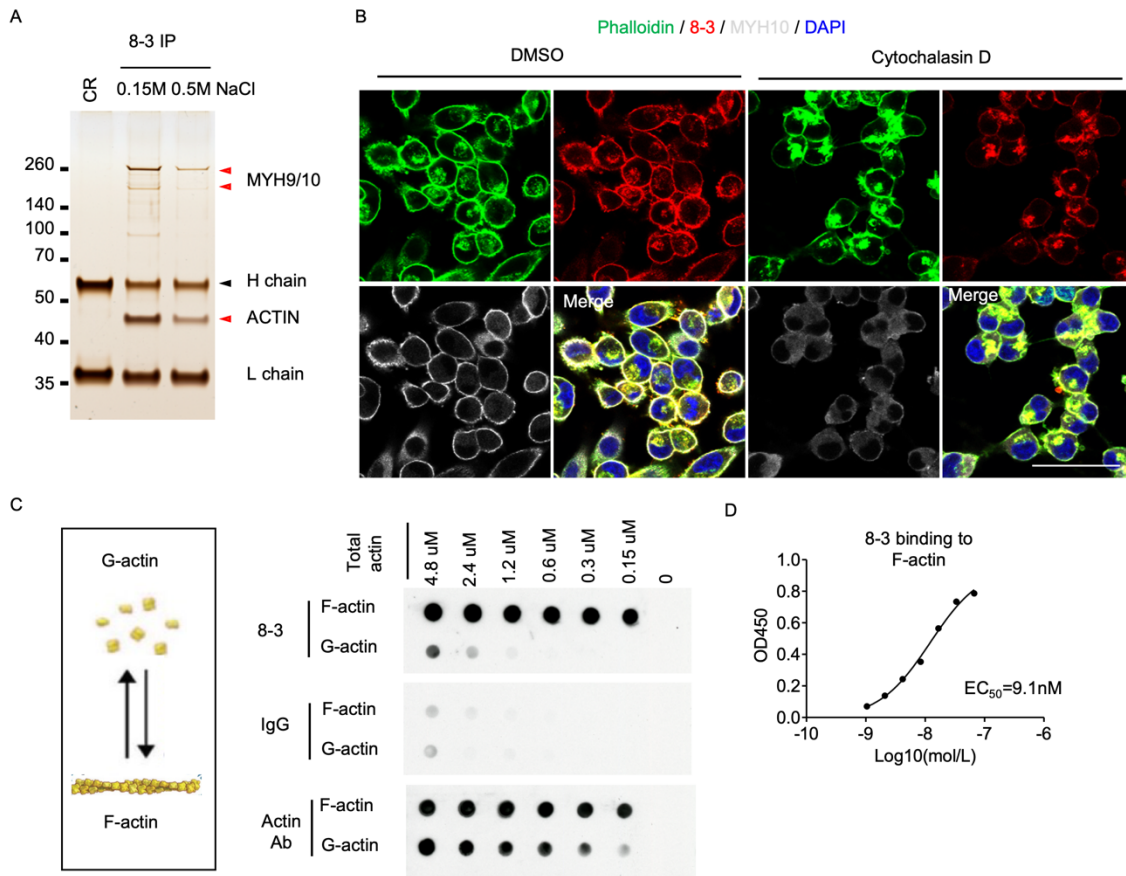 A
8-3 IP
CR
0.15M 0.5M NaCl
260
140
100
70
50
40
35
MYH9/10
H chain
ACTIN
L chain
B
Phalloidin / 8-3 / MYH10 / DAPI
DMSO
Cytochalasin D
Merge
Merge
C
G-actin
F-actin
Total
actin
4.8 uM
2.4 uM
1.2 uM
0.6 uM
0.3 uM
0.15 uM
0
8-3
F-actin
G-actin
IgG
F-actin
G-actin
Actin
Ab
F-actin
G-actin
D
8-3 binding to
F-actin
OD450
0.8
0.6
0.4
0.2
0.0
EC50=9.1nM
-10 -9 -8 -7 -6
Log10(mol/L)